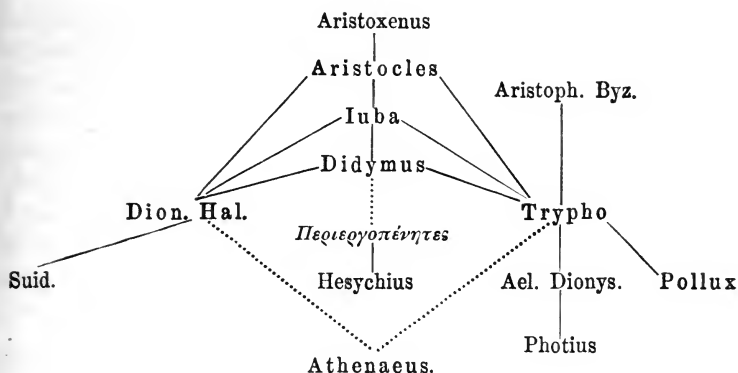 Aristoxenus
Aristocles
Aristoph. Byz.
Iuba
Didymus
Dion. Hal.
Trypho
Περιεργοπένητες
Suid.
Hesychius
Ael. Dionys.
Pollux
Photius
Athenaeus.